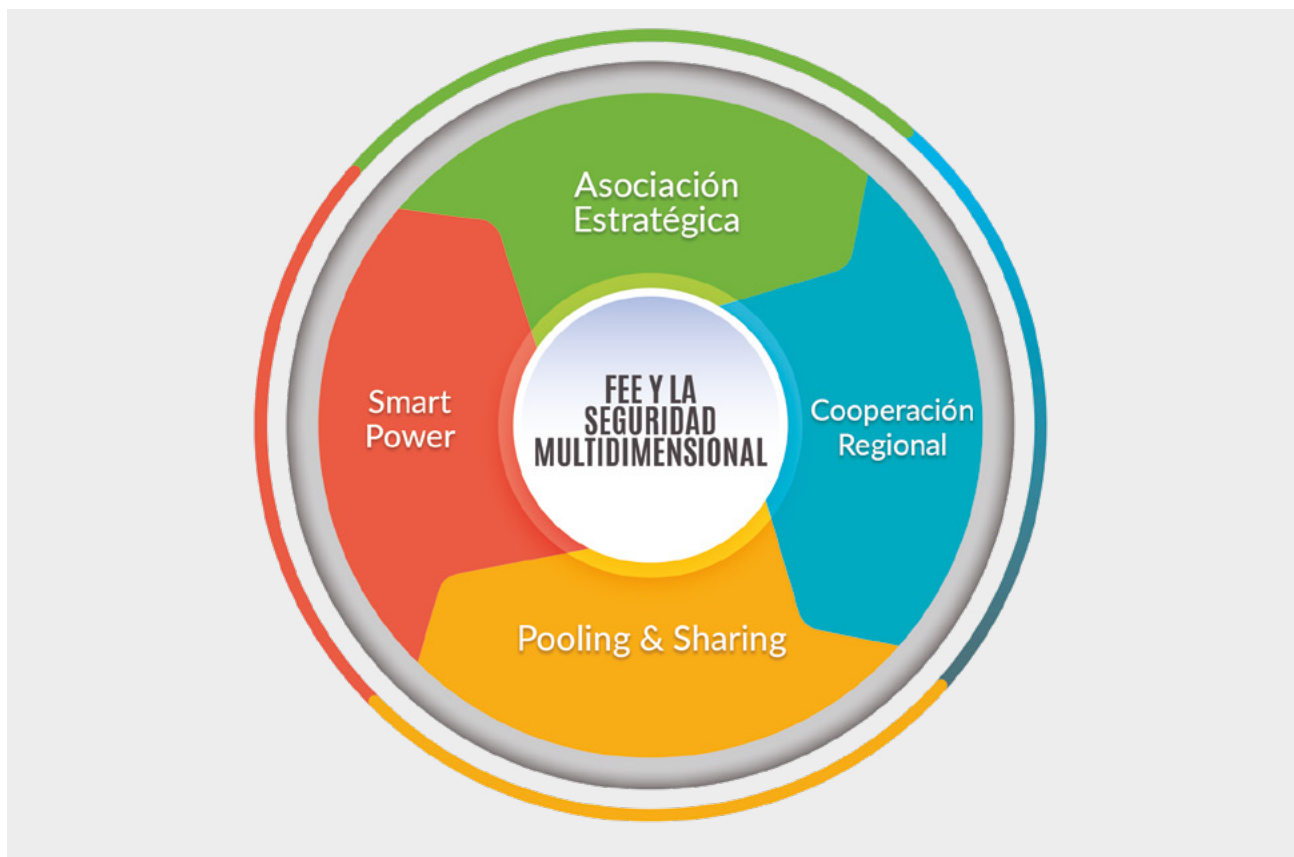 Asociación
Estratégica
Smart
Power
FEE Y LA
SEGURIDAD
MULTIDIMENSIONAL
Cooperación
Regional
Pooling & Sharing